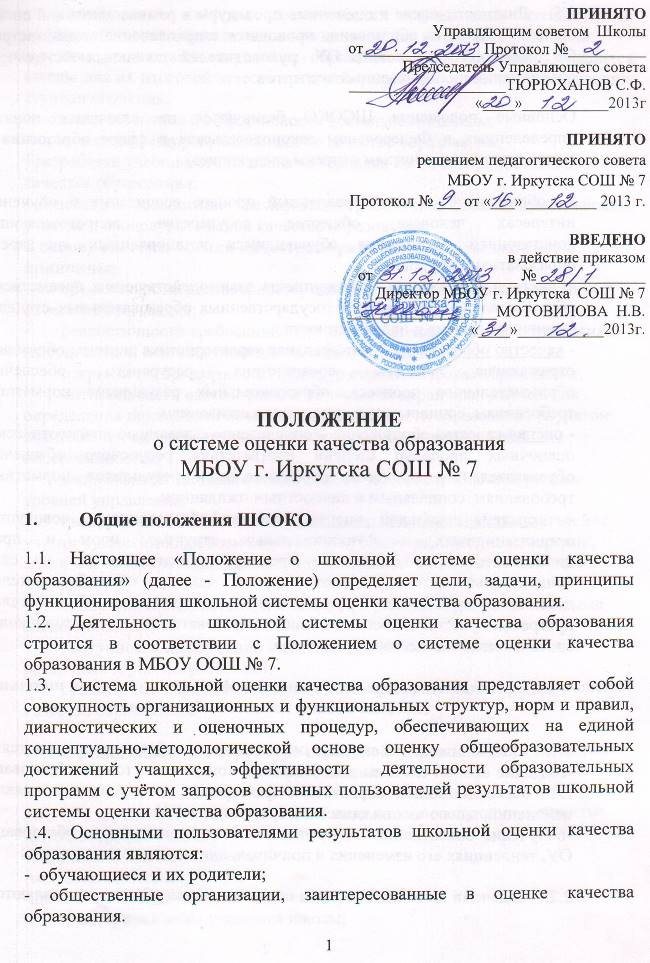 ПРИНЯТО
Управляющим советом Школы
от 20.12.2013 Протокол № 2
Председатель Управляющего совета
ТЮРЮХАНОВ С.Ф.
«20» 12 2013г
ПРИНЯТО
решением педагогического совета
МБОУ г. Иркутска СОШ № 7
Протокол № 9 от «16» 12 2013 г.
ВВЕДЕНО
в действие приказом
от 31.12.2013 № 281/1
Директор МБОУ г. Иркутска СОШ № 7
МОТОВИЛОВА Н.В.
«31» 12. 2013г.
МБОУ
г. Иркутска
СОШ № 7
ПОЛОЖЕНИЕ
о системе оценки качества образования
МБОУ г. Иркутска СОШ № 7
1. Общие положения ШСОКО
1.1. Настоящее «Положение о школьной системе оценки качества
образования» (далее - Положение) определяет цели, задачи, принципы
функционирования школьной системы оценки качества образования.
1.2. Деятельность школьной системы оценки качества образования
строится в соответствии с Положением о системе оценки качества
образования в МБОУ ООШ № 7.
1.3. Система школьной оценки качества образования представляет собой
совокупность организационных и функциональных структур, норм и правил,
диагностических и оценочных процедур, обеспечивающих на единой
концептуально-методологической основе оценку общеобразовательных
достижений учащихся, эффективности деятельности образовательных
программ с учётом запросов основных пользователей результатов школьной
системы оценки качества образования.
1.4. Основными пользователями результатов школьной оценки качества
образования являются:
- обучающиеся и их родители;
- общественные организации, заинтересованные в оценке качества
образования.
1